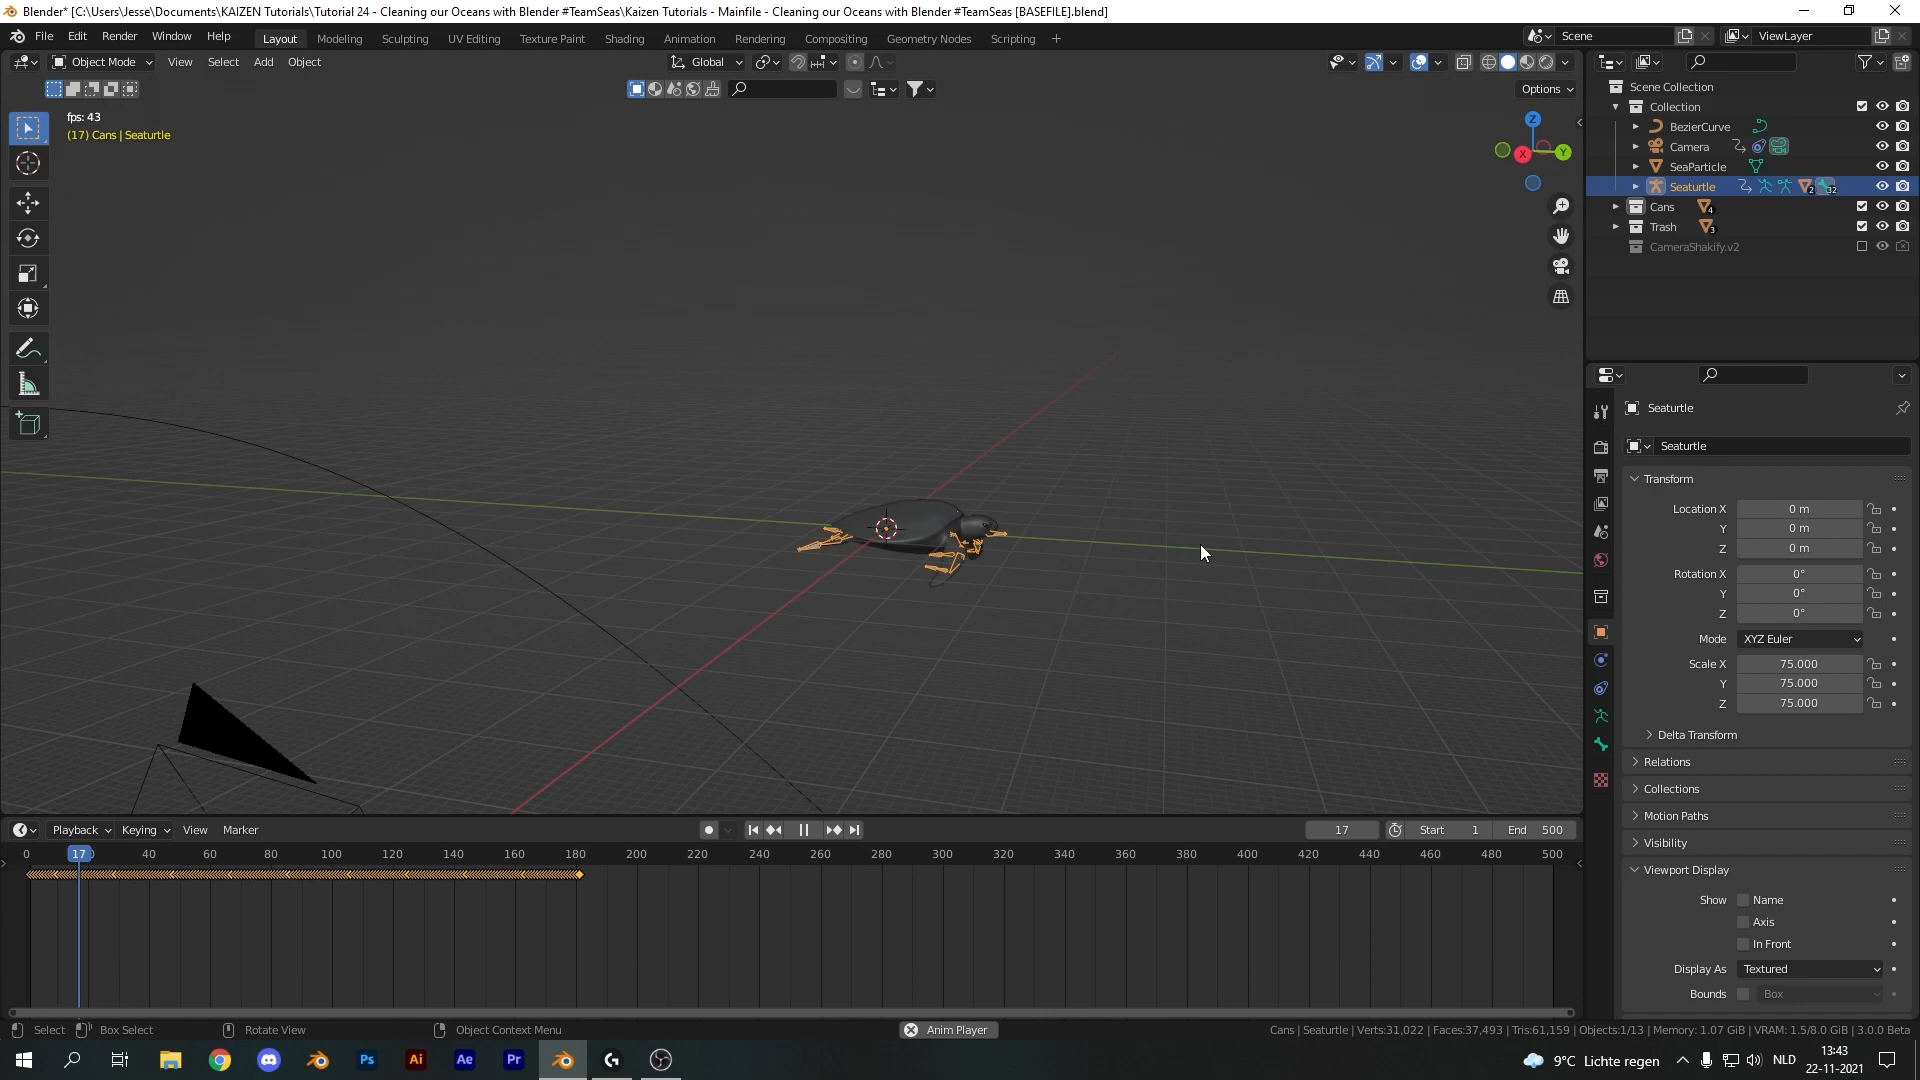 Blender* [C:\Users\Jesse\Documents\KAIZEN Tutorials\Tutorial 24 - Cleaning our Oceans with Blender #TeamSeas\Kaizen Tutorials - Mainfile - Cleaning our Oceans with Blender #TeamSeas [BASEFILE].blend]
File Edit Render Window Help Layout Modeling Sculpting UV Editing Texture Paint Shading Animation Rendering Compositing Geometry Nodes Scripting + Scene ViewLayer
Object Mode View Select Add Object Global
Options
fps: 43
(17) Cans | Seaturtle
Z
X
Y
Scene Collection
Collection
BezierCurve
Camera
SeaParticle
Seaturtle 2 32
Cans 4
Trash 3
CameraShakify.v2
Seaturtle
Seaturtle
Transform
Location X 0 m
Y 0 m
Z 0 m
Rotation X 0°
Y 0°
Z 0°
Mode XYZ Euler
Scale X 75.000
Y 75.000
Z 75.000
Delta Transform
Relations
Collections
Motion Paths
Visibility
Viewport Display
Show Name
Axis
In Front
Display As Textured
Bounds Box
Playback Keying View Marker 17 Start 1 End 500
0 17 40 60 80 100 120 140 160 180 200 220 240 260 280 300 320 340 360 380 400 420 440 460 480 500
Select Box Select Rotate View Object Context Menu Anim Player Cans | Seaturtle | Verts:31,022 | Faces:37,493 | Tris:61,159 | Objects:1/13 | Memory: 1.07 GiB | VRAM: 1.5/8.0 GiB | 3.0.0 Beta
Ps Ai Ae Pr 9°C Lichte regen NLD 13:43
22-11-2021